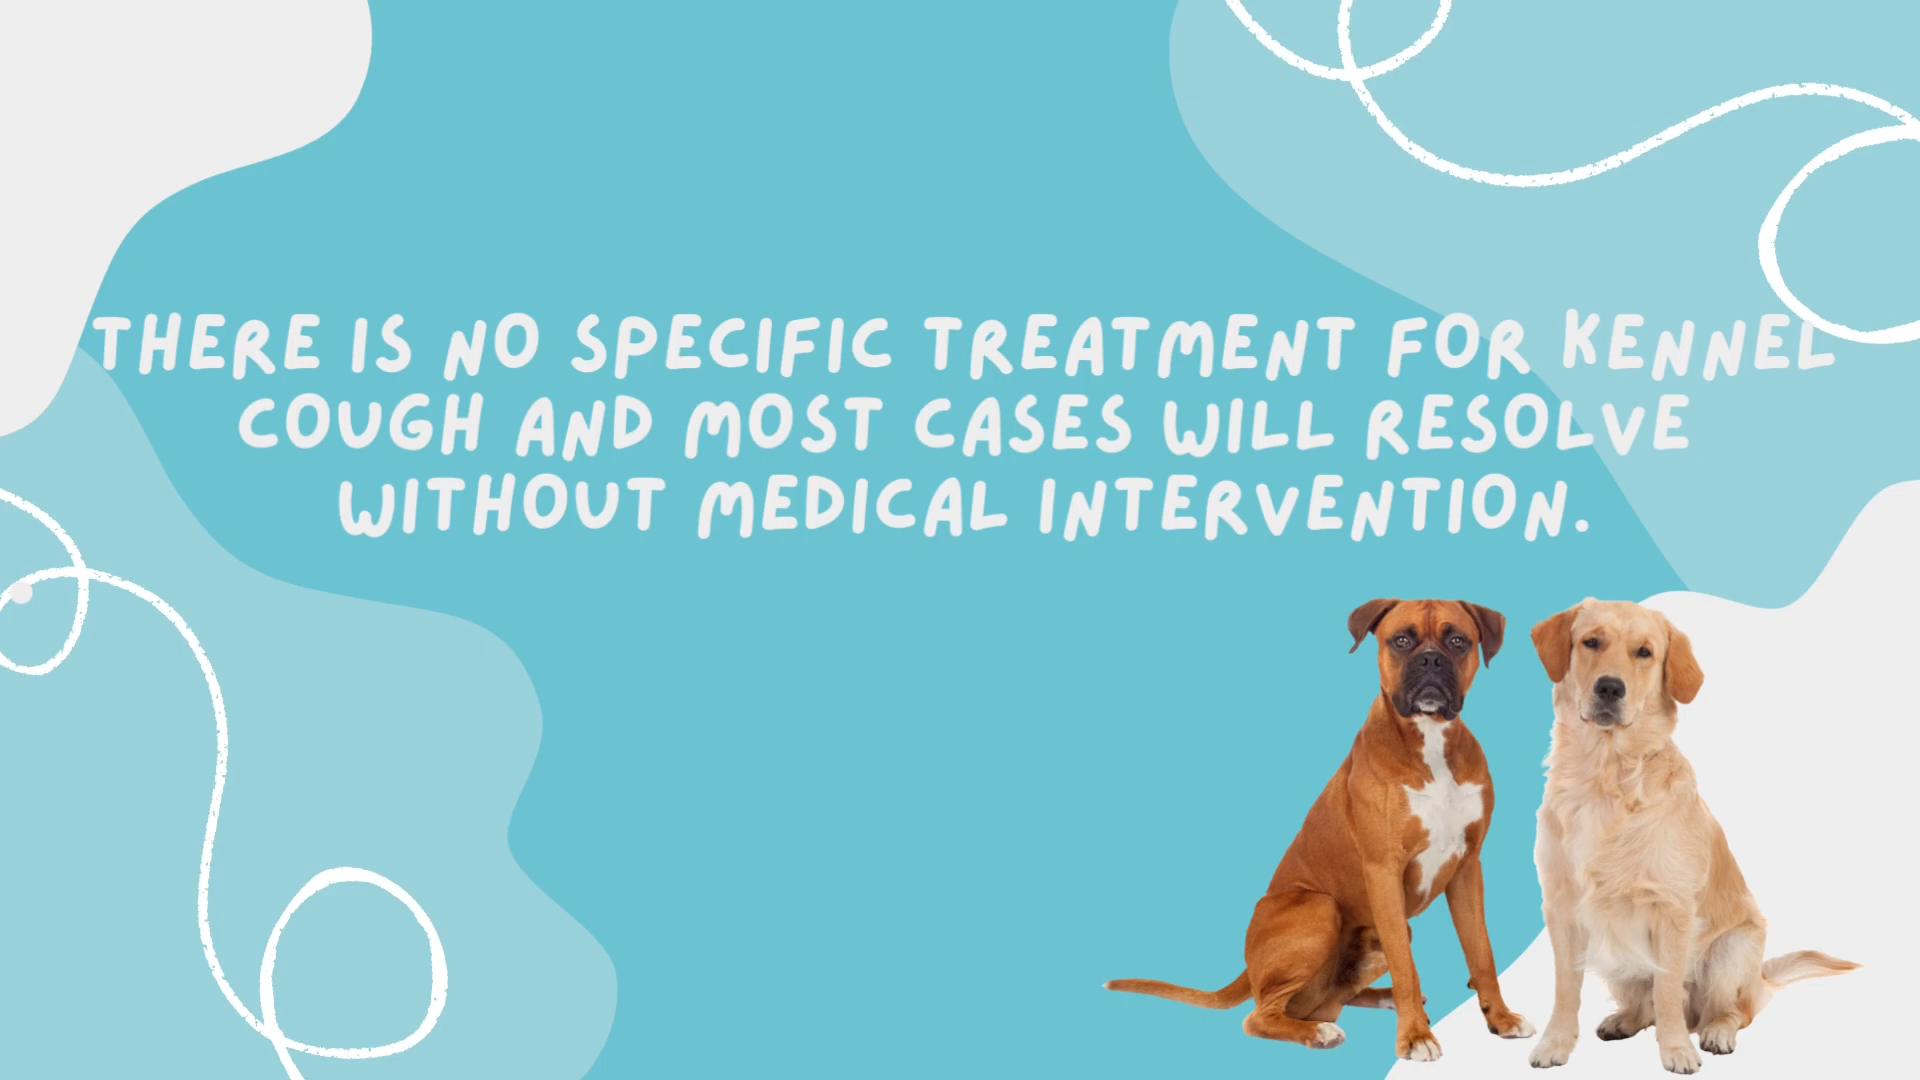 THERE IS NO SPECIFIC TREATMENT FOR KENNEL
COUGH AND MOST CASES WILL RESOLVE
WITHOUT MEDICAL INTERVENTION.